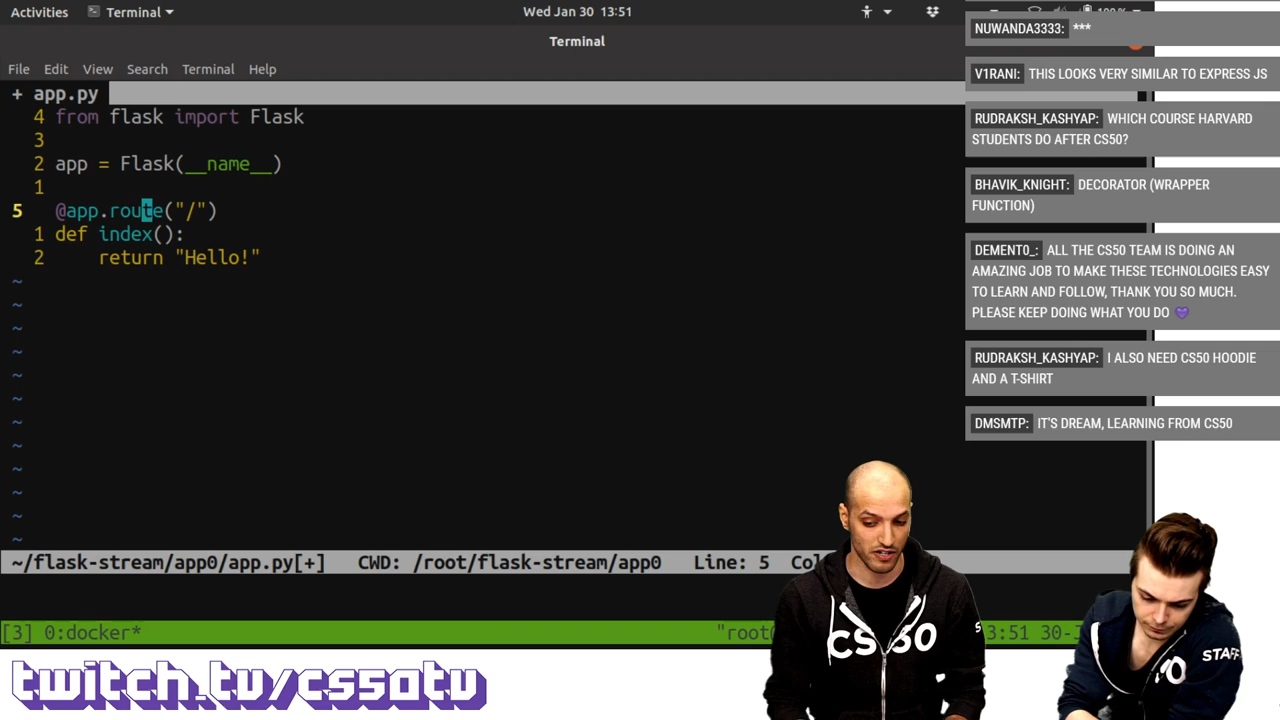 Activities
Terminal
Wed Jan 30 13:51
Terminal
File Edit View Search Terminal Help
+ app.py
4 from flask import Flask
3
2 app = Flask(__name__)
1
5 @app.route("/")
1 def index():
2 return "Hello!"
~
~
~
~
~
~
~
~
~
~
~
~
~/flask-stream/app0/app.py[+] CWD: /root/flask-stream/app0 Line: 5
[3] 0:docker*
twitch.tv/cs50tv
NUWANDA3333: ***
V1RANI: THIS LOOKS VERY SIMILAR TO EXPRESS JS
RUDRAKSH_KASHYAP: WHICH COURSE HARVARD
STUDENTS DO AFTER CS50?
BHAVIK_KNIGHT: DECORATOR (WRAPPER
FUNCTION)
DEMENT0_: ALL THE CS50 TEAM IS DOING AN
AMAZING JOB TO MAKE THESE TECHNOLOGIES EASY
TO LEARN AND FOLLOW, THANK YOU SO MUCH.
PLEASE KEEP DOING WHAT YOU DO 💜
RUDRAKSH_KASHYAP: I ALSO NEED CS50 HOODIE
AND A T-SHIRT
DMSMTP: IT'S DREAM, LEARNING FROM CS50
CS50
STAFF